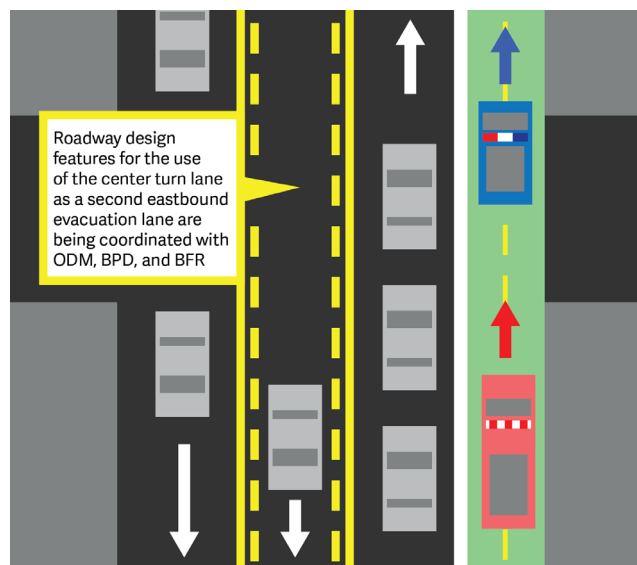 Roadway design
features for the use
of the center turn lane
as a second eastbound
evacuation lane are
being coordinated with
ODM, BPD, and BFR